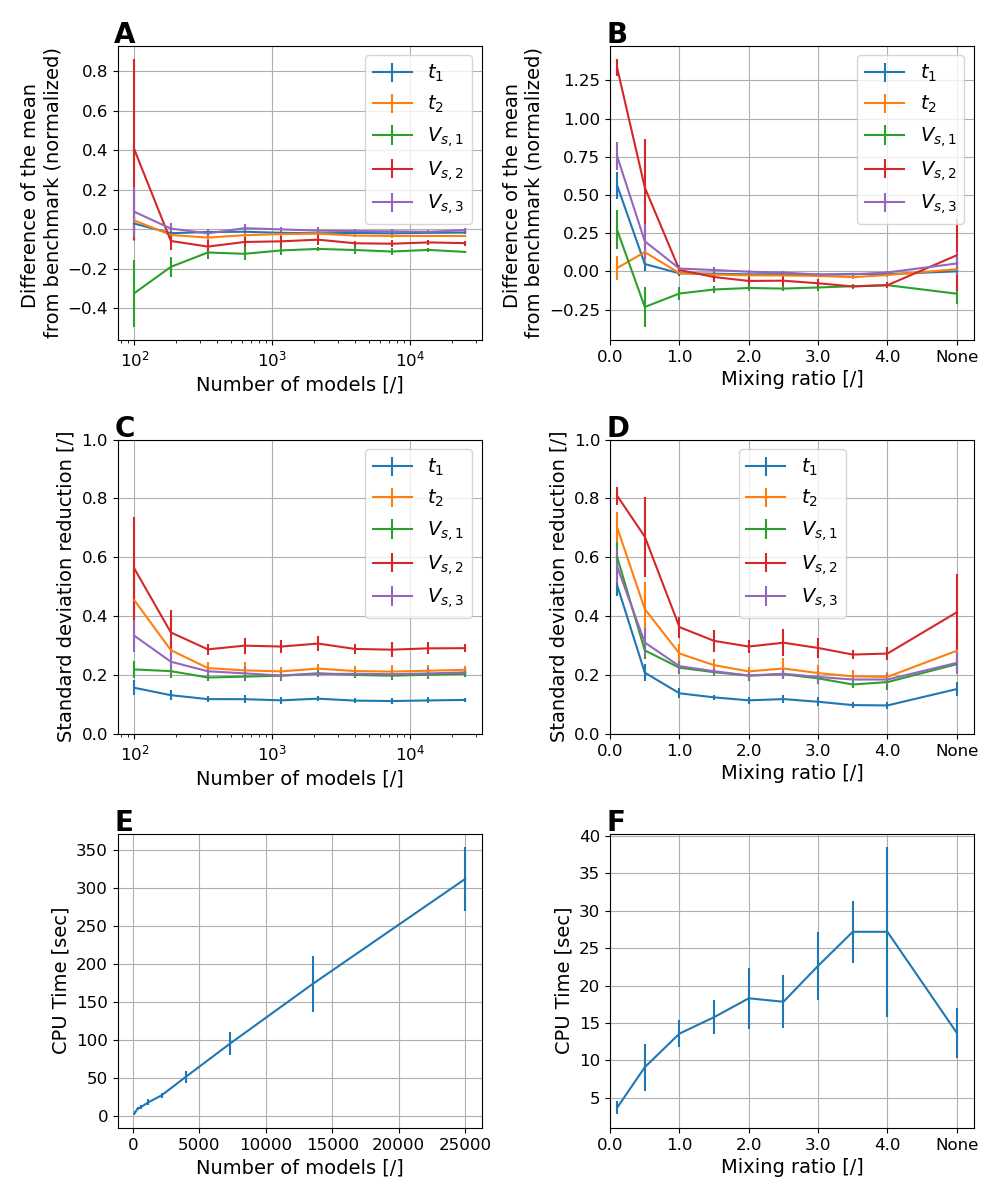 A
Difference of the mean
from benchmark (normalized)
0.8
0.6
0.4
0.2
0.0
−0.2
−0.4
10²
10³
10⁴
Number of models [/]
t₁
t₂
Vₛ,₁
Vₛ,₂
Vₛ,₃
B
Difference of the mean
from benchmark (normalized)
1.25
1.00
0.75
0.50
0.25
0.00
−0.25
0.0
1.0
2.0
3.0
4.0
None
Mixing ratio [/]
t₁
t₂
Vₛ,₁
Vₛ,₂
Vₛ,₃
C
Standard deviation reduction [/]
1.0
0.8
0.6
0.4
0.2
0.0
10²
10³
10⁴
Number of models [/]
t₁
t₂
Vₛ,₁
Vₛ,₂
Vₛ,₃
D
Standard deviation reduction [/]
1.0
0.8
0.6
0.4
0.2
0.0
0.0
1.0
2.0
3.0
4.0
None
Mixing ratio [/]
t₁
t₂
Vₛ,₁
Vₛ,₂
Vₛ,₃
E
CPU Time [sec]
350
300
250
200
150
100
50
0
0
5000
10000
15000
20000
25000
Number of models [/]
F
CPU Time [sec]
40
35
30
25
20
15
10
5
0.0
1.0
2.0
3.0
4.0
None
Mixing ratio [/]